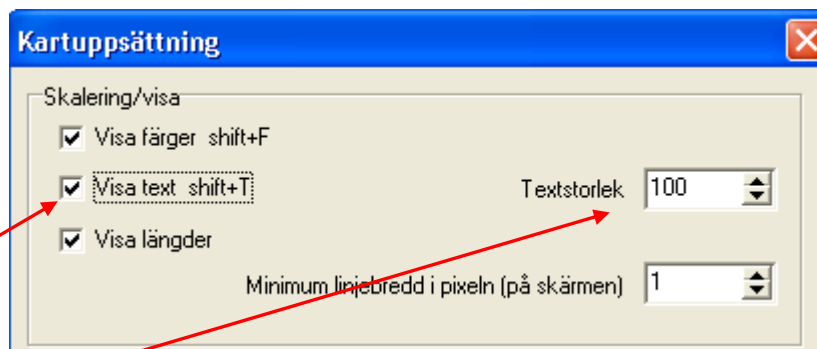 Kartuppsättning
Skalering/visa
Visa färger shift+F
Visa text shift+T
Textstorlek 100
Visa längder
Minimum linjebredd i pixeln (på skärmen) 1